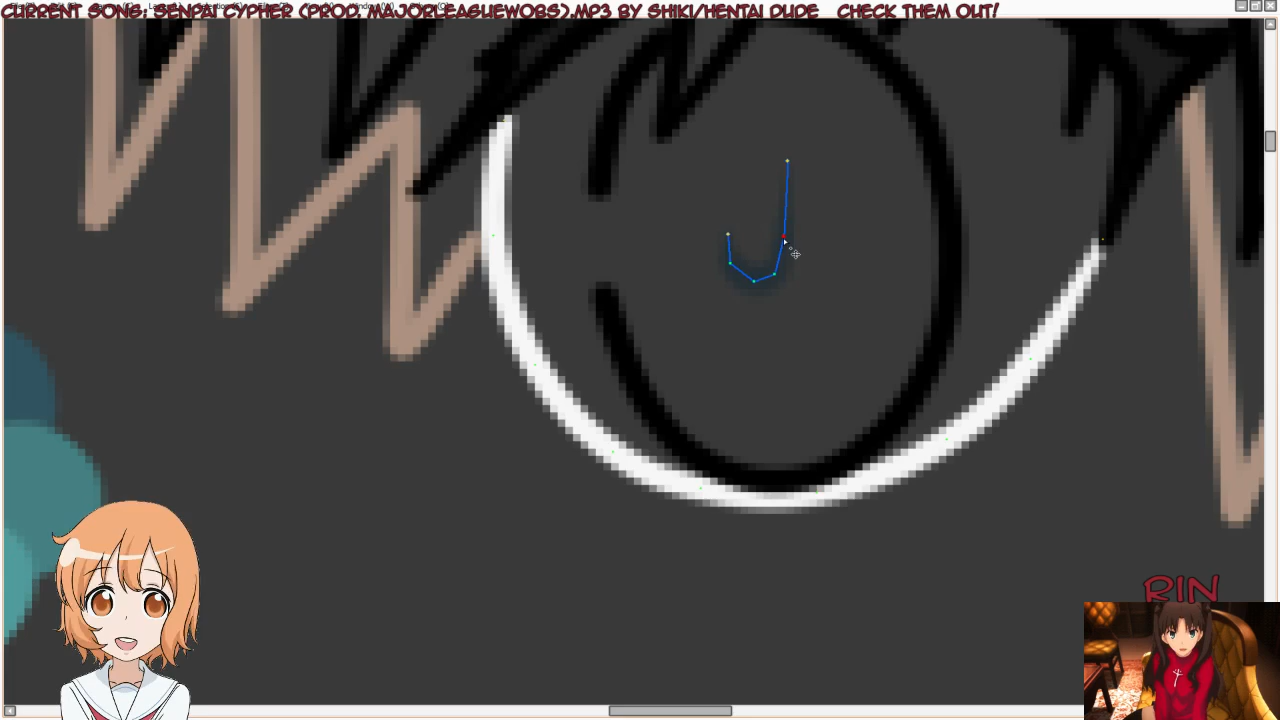 CURRENT SONG: SENPAI CYPHER (PROD. MAJORLEAGUEWOBS).MP3 BY SHIKI/HENTAI DUDE CHECK THEM OUT!
RIN